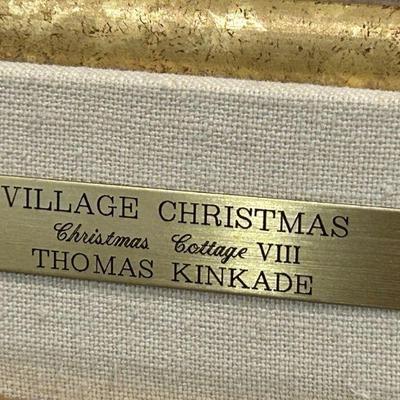 VILLAGE CHRISTMAS
Christmas Cottage VIII
THOMAS KINKADE